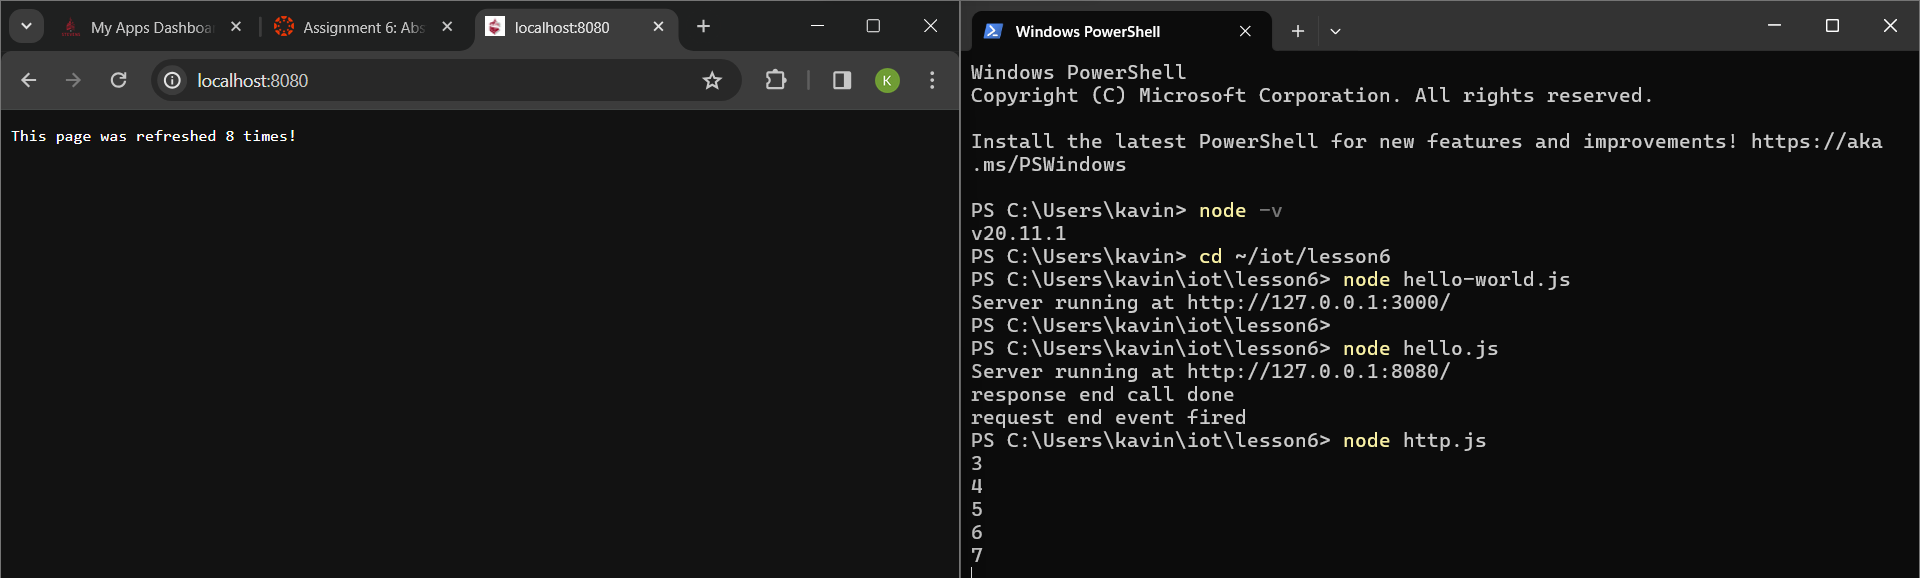 My Apps Dashboa
Assignment 6: Abs
localhost:8080
localhost:8080
K
This page was refreshed 8 times!
Windows PowerShell
Windows PowerShell
Copyright (C) Microsoft Corporation. All rights reserved.
Install the latest PowerShell for new features and improvements! https://aka
.ms/PSWindows
PS C:\Users\kavin> node -v
v20.11.1
PS C:\Users\kavin> cd ~/iot/lesson6
PS C:\Users\kavin\iot\lesson6> node hello-world.js
Server running at http://127.0.0.1:3000/
PS C:\Users\kavin\iot\lesson6>
PS C:\Users\kavin\iot\lesson6> node hello.js
Server running at http://127.0.0.1:8080/
response end call done
request end event fired
PS C:\Users\kavin\iot\lesson6> node http.js
3
4
5
6
7